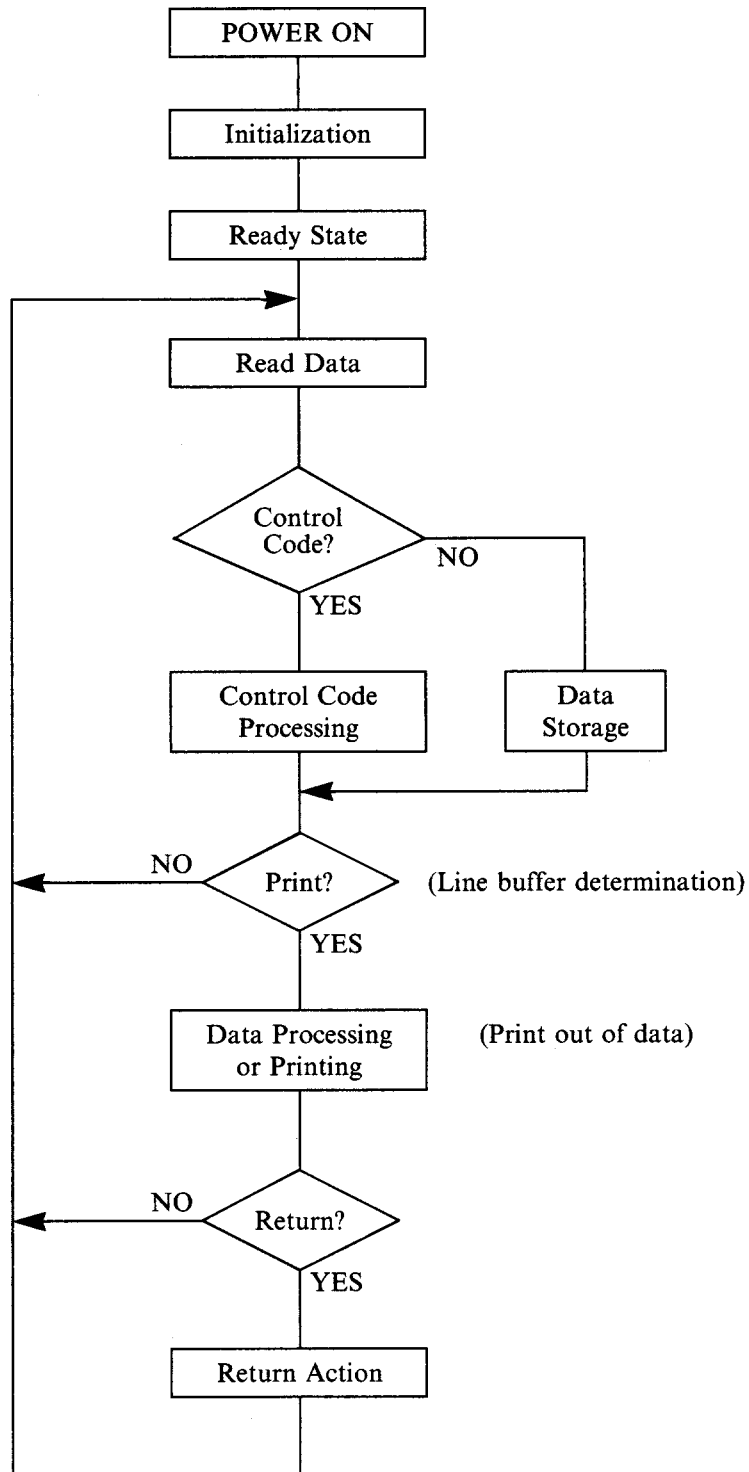 POWER ON
Initialization
Ready State
Read Data
Control
Code?
NO
YES
Control Code
Processing
Data
Storage
NO
Print?
(Line buffer determination)
YES
Data Processing
or Printing
(Print out of data)
NO
Return?
YES
Return Action